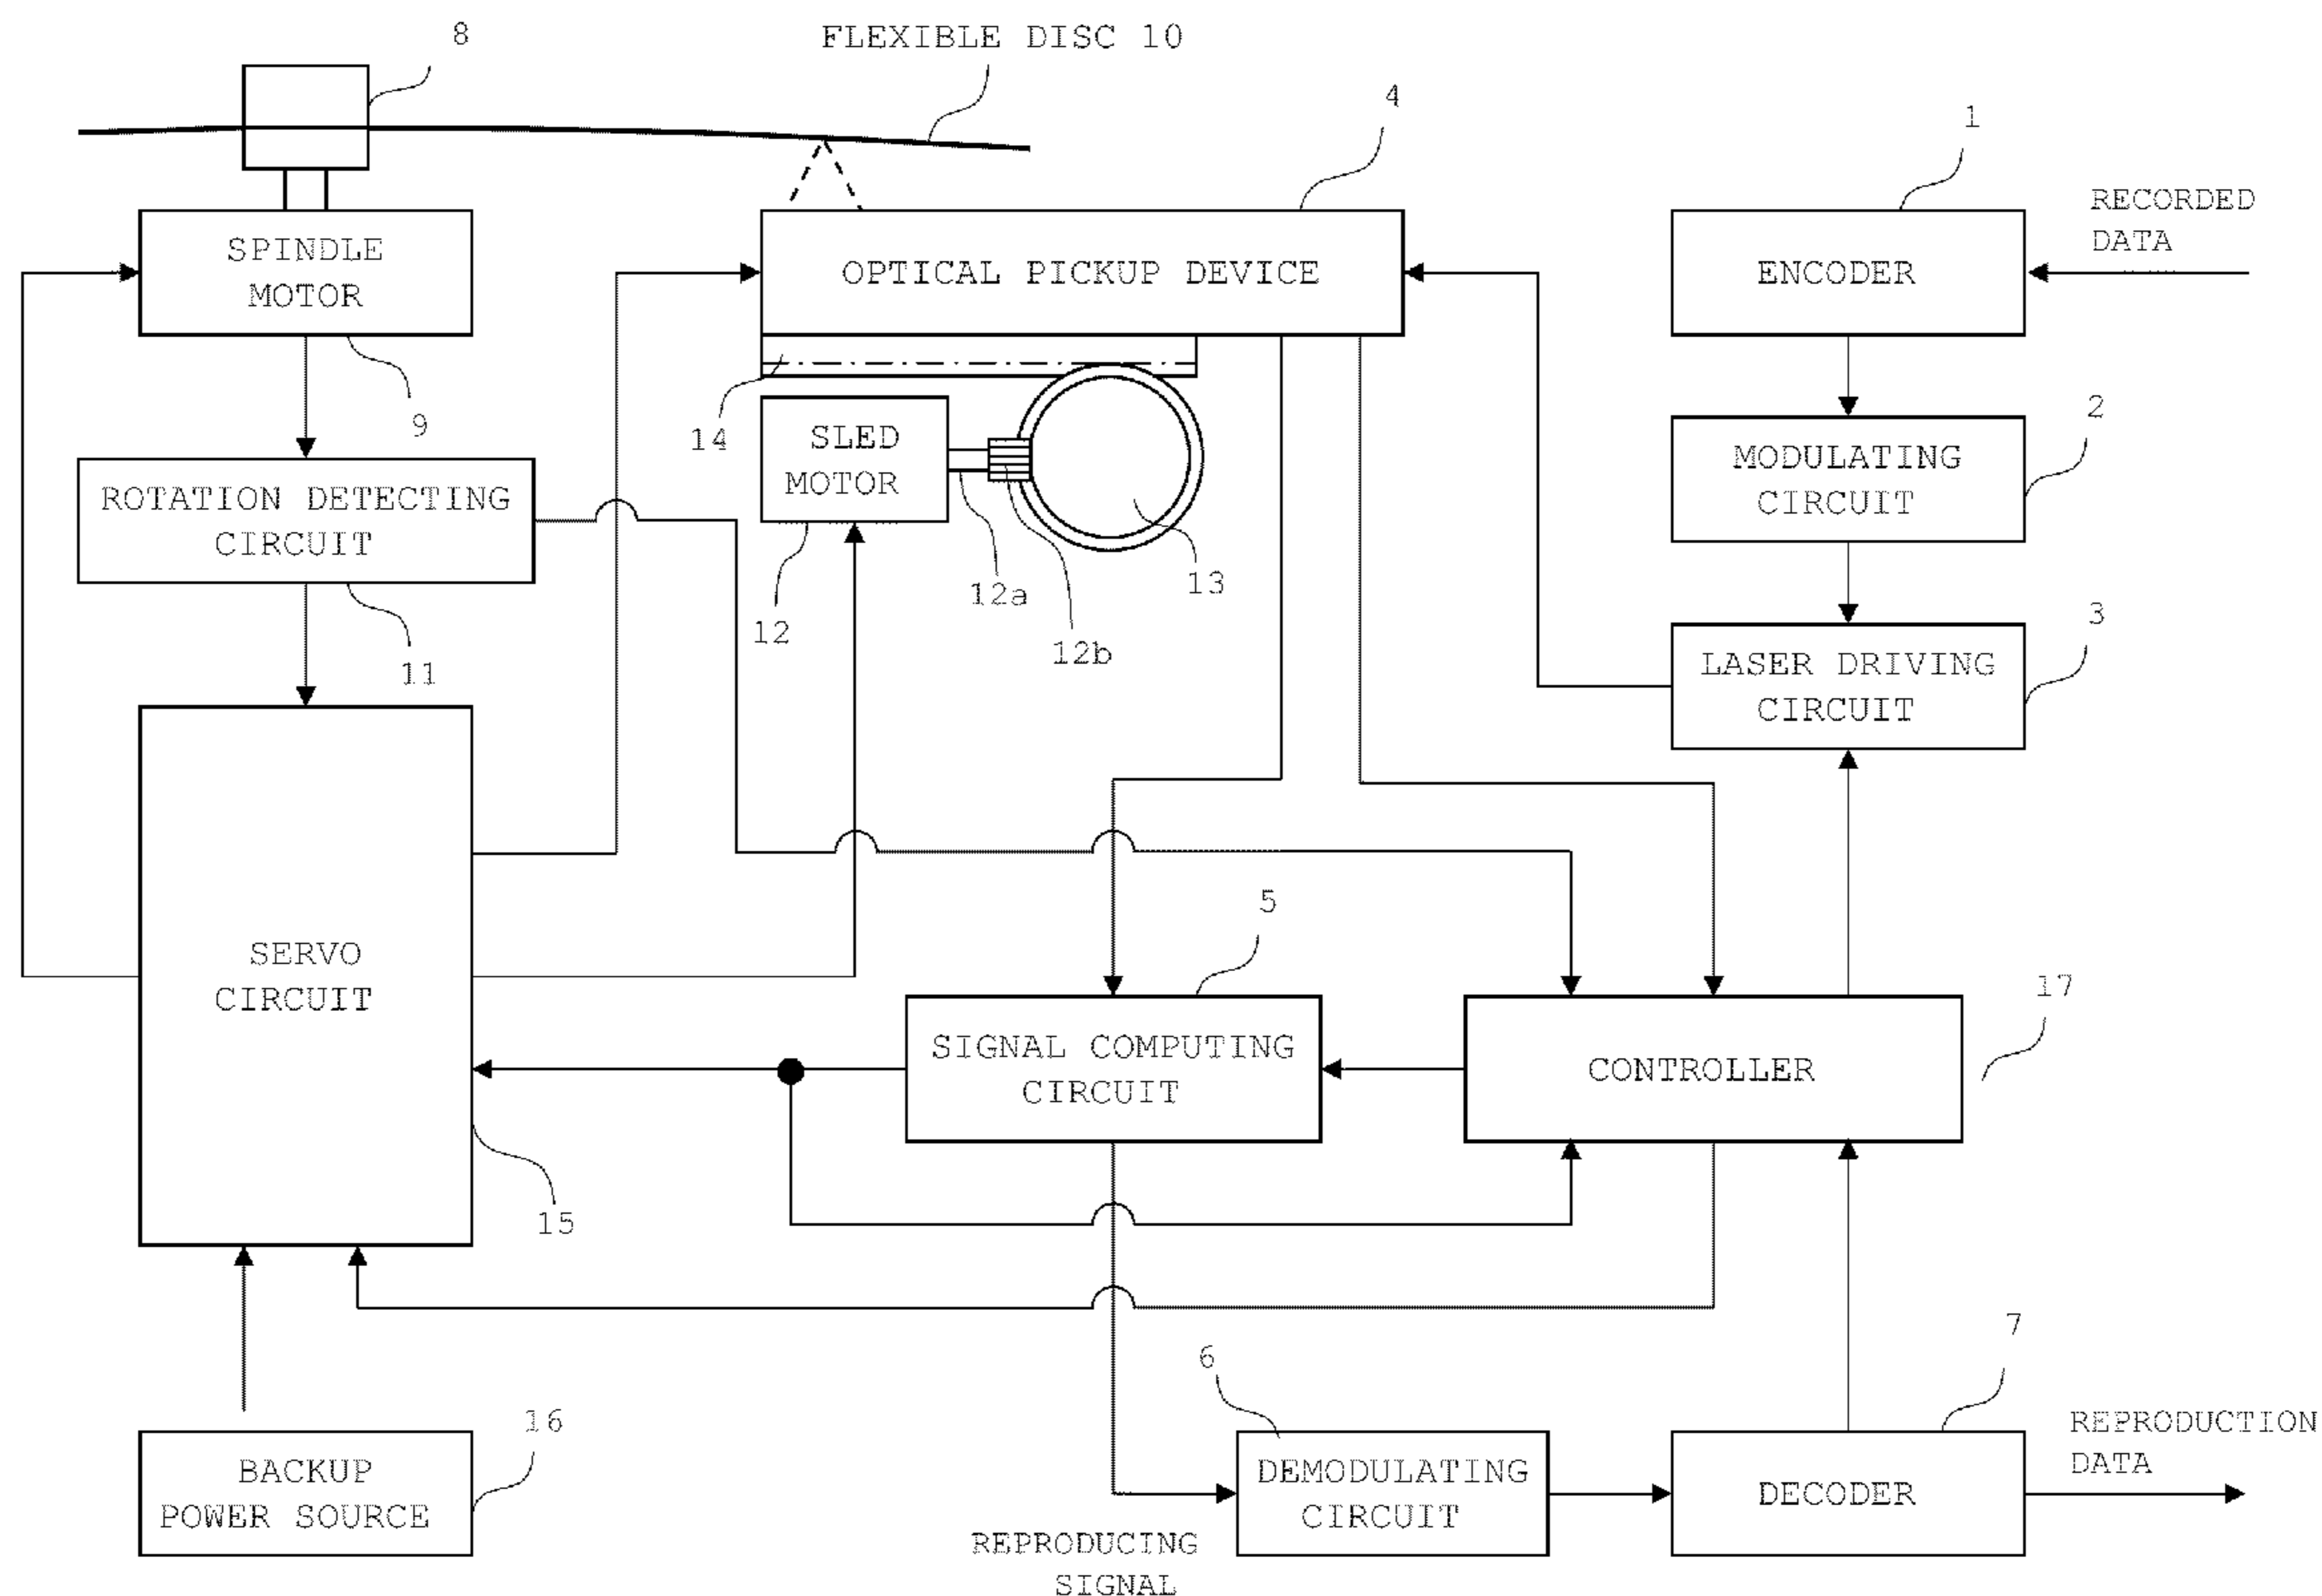 8
FLEXIBLE DISC 10
4
1
RECORDED
DATA
SPINDLE
MOTOR
OPTICAL PICKUP DEVICE
ENCODER
9
14
SLED
MOTOR
2
MODULATING
CIRCUIT
ROTATION DETECTING
CIRCUIT
12
12a
12b
13
3
11
LASER DRIVING
CIRCUIT
5
SERVO
CIRCUIT
17
SIGNAL COMPUTING
CIRCUIT
CONTROLLER
15
6
7
16
BACKUP
POWER SOURCE
DEMODULATING
CIRCUIT
DECODER
REPRODUCTION
DATA
REPRODUCING
SIGNAL